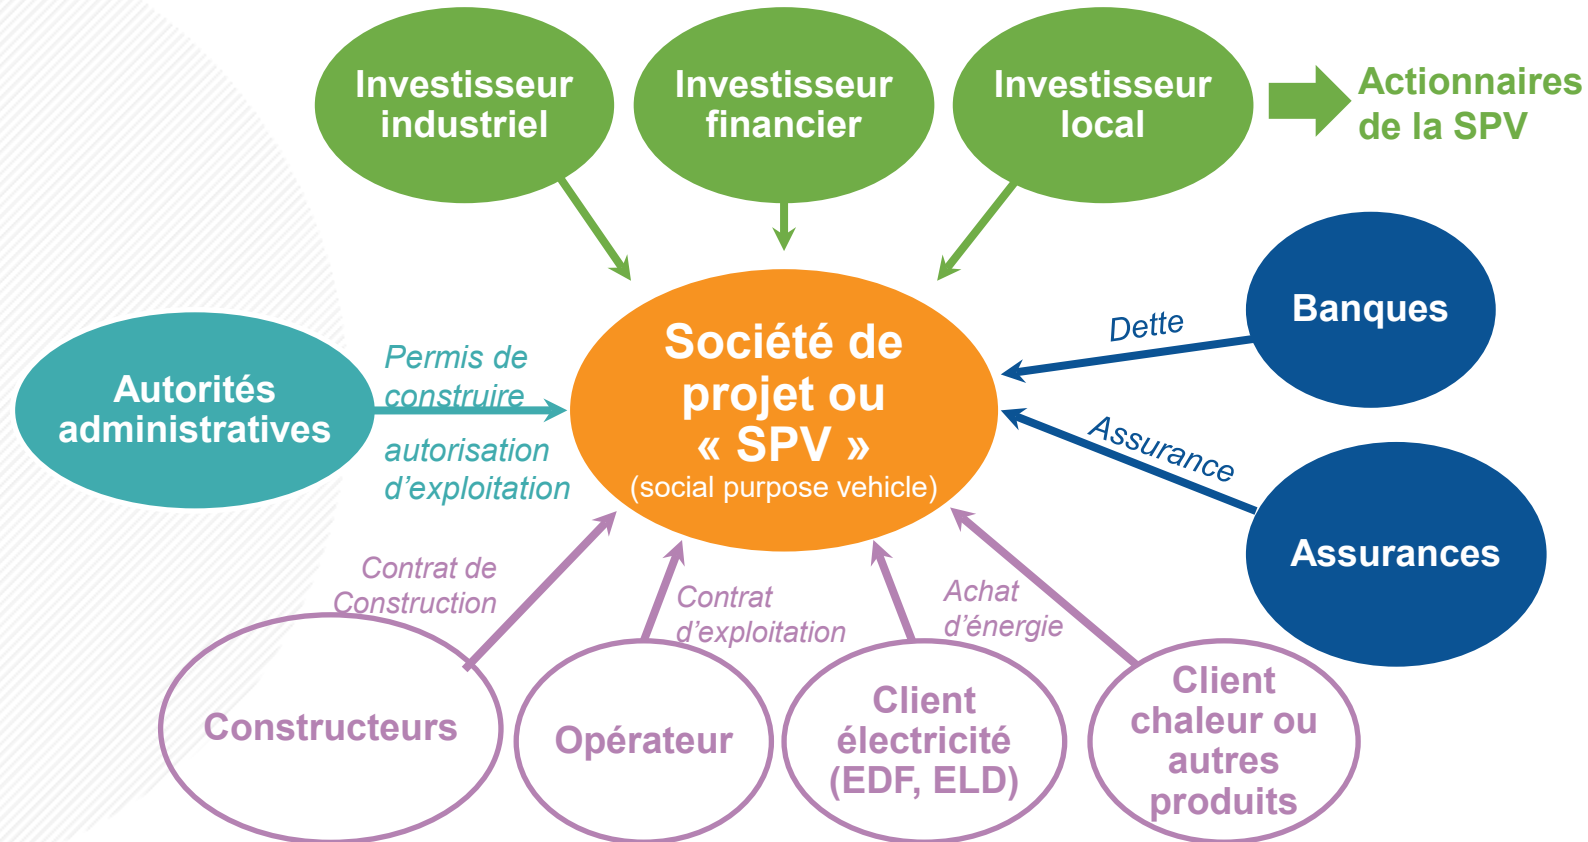 Investisseur
industriel
Investisseur
financier
Investisseur
local
Actionnaires
de la SPV
Banques
Dette
Société de
projet ou
« SPV »
(social purpose vehicle)
Autorités
administratives
Permis de
construire
autorisation
d’exploitation
Assurance
Assurances
Contrat de
Construction
Contrat
d’exploitation
Achat
d’énergie
Constructeurs
Opérateur
Client
électricité
(EDF, ELD)
Client
chaleur ou
autres
produits